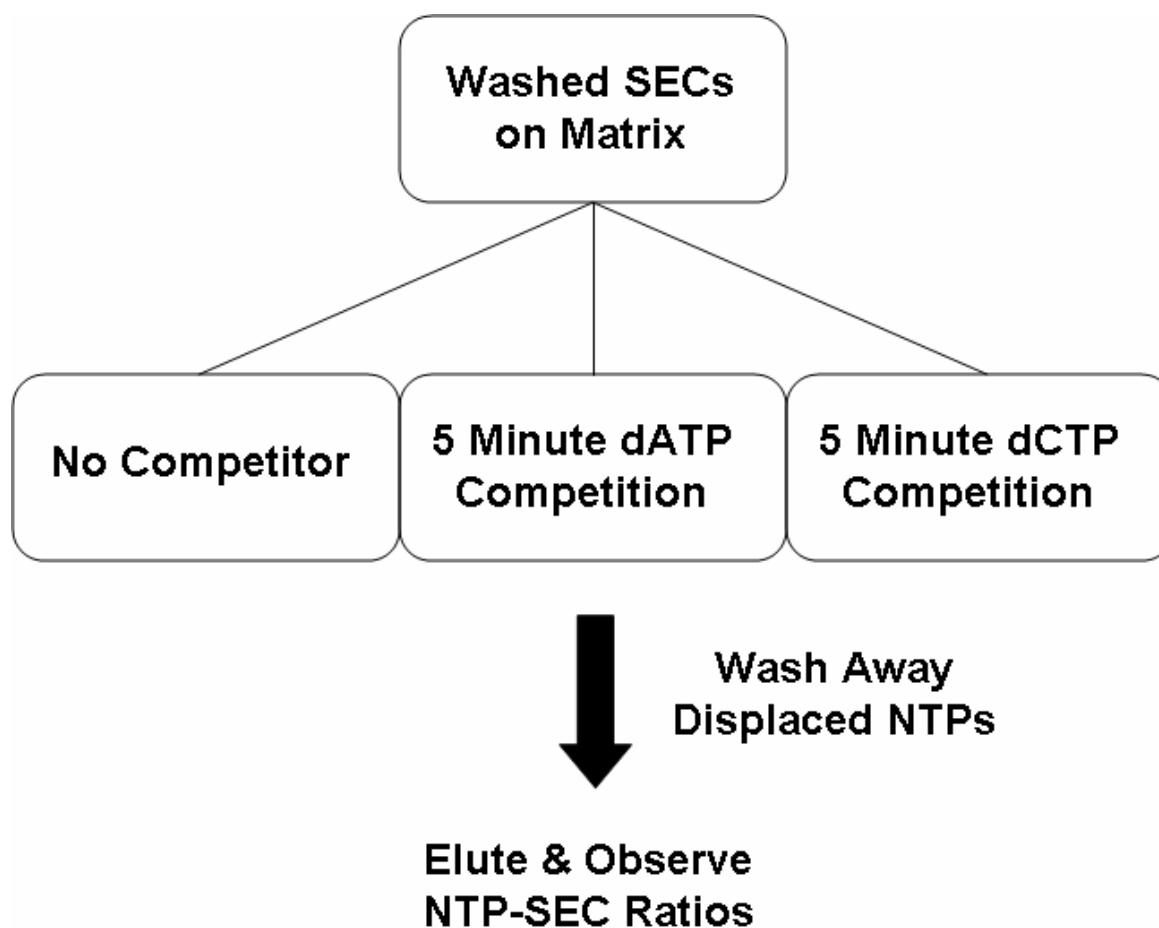 Washed SECs
on Matrix
No Competitor
5 Minute dATP
Competition
5 Minute dCTP
Competition
Wash Away
Displaced NTPs
Elute & Observe
NTP-SEC Ratios